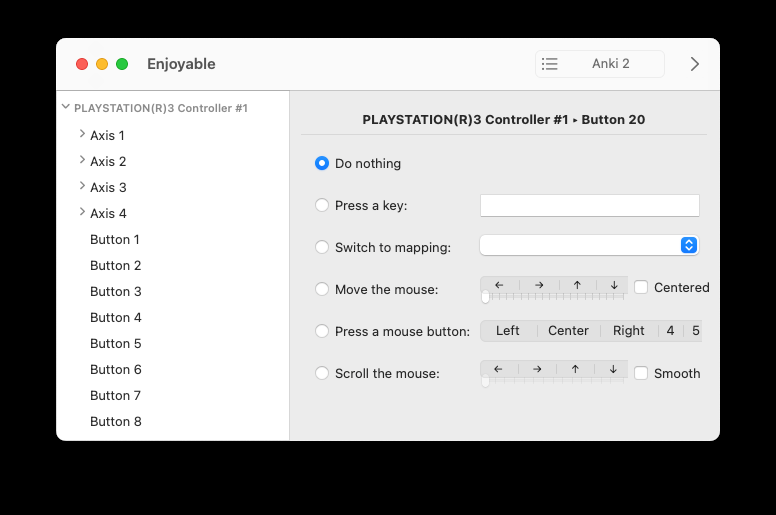 Enjoyable
Anki 2
PLAYSTATION(R)3 Controller #1
Axis 1
Axis 2
Axis 3
Axis 4
Button 1
Button 2
Button 3
Button 4
Button 5
Button 6
Button 7
Button 8
PLAYSTATION(R)3 Controller #1 ▸ Button 20
Do nothing
Press a key:
Switch to mapping:
Move the mouse: ← → ↑ ↓ Centered
Press a mouse button: Left Center Right 4 5
Scroll the mouse: ← → ↑ ↓ Smooth